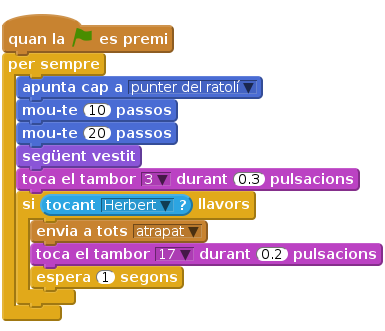 quan la es premi
per sempre
apunta cap a punter del ratolí
mou-te 10 passos
mou-te 20 passos
següent vestit
toca el tambor 3 durant 0.3 pulsacions
si tocant Herbert ? llavors
envia a tots atrapat
toca el tambor 17 durant 0.2 pulsacions
espera 1 segons